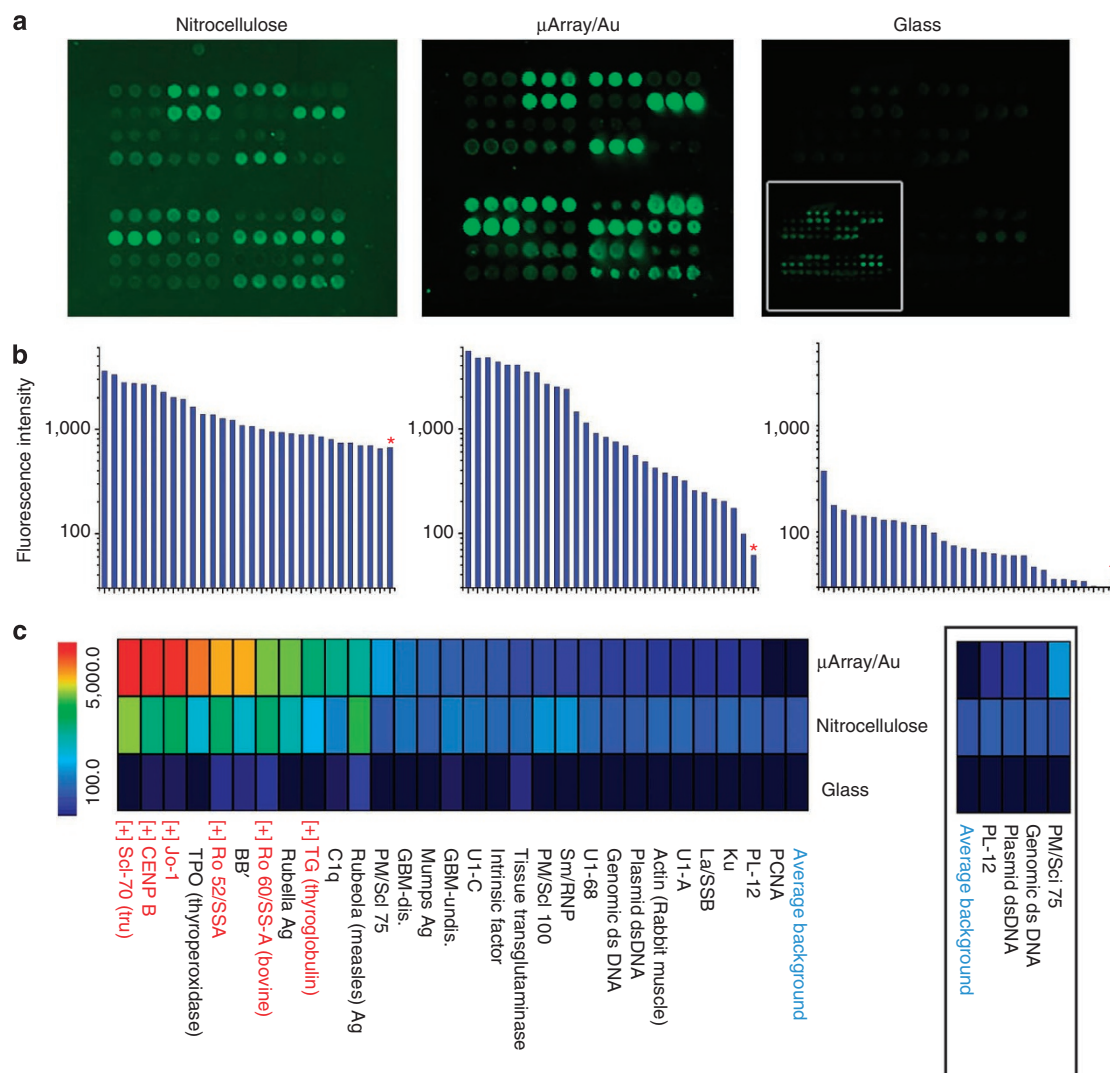 a
Nitrocellulose
µArray/Au
Glass
b
Fluorescence intensity
1,000
100
*
1,000
100
*
1,000
100
c
5,000.0
100.0
µArray/Au
Nitrocellulose
Glass
[+] Scl-70 (tru)
[+] CENP B
[+] Jo-1
TPO (thyroperoxidase)
[+] Ro 52/SSA
BB′
[+] Ro 60/SS-A (bovine)
Rubella Ag
[+] TG (thyroglobulin)
C1q
Rubeola (measles) Ag
PM/Scl 75
GBM-dis.
Mumps Ag
GBM-undis.
U1-C
Intrinsic factor
Tissue transglutaminase
PM/Scl 100
Sm/RNP
U1-68
Genomic ds DNA
Plasmid dsDNA
Actin (Rabbit muscle)
U1-A
La/SSB
Ku
PL-12
PCNA
Average background
Average background
PL-12
Plasmid dsDNA
Genomic ds DNA
PM/Sci 75